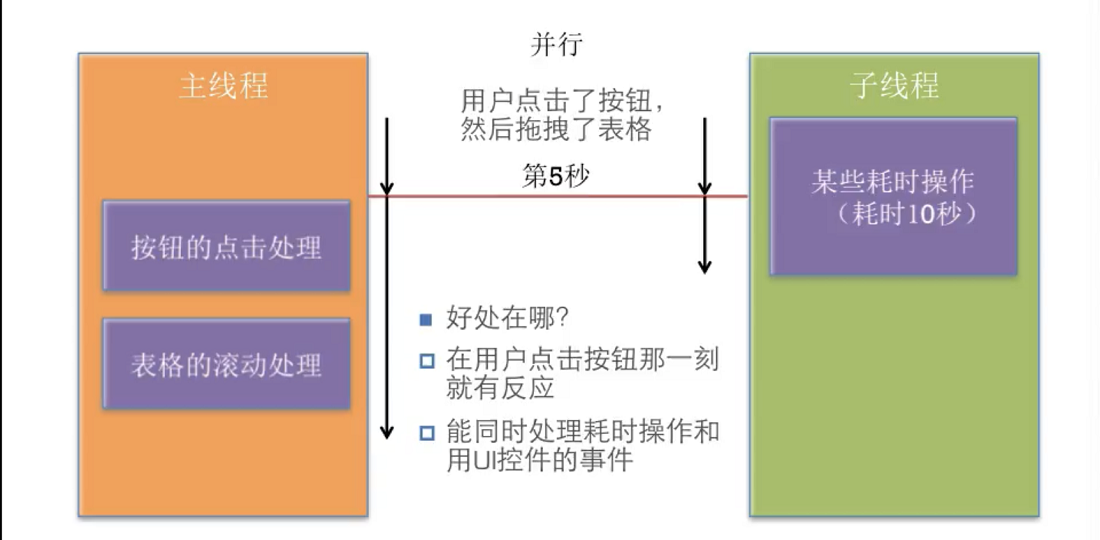 并行
主线程
子线程
用户点击了按钮，
然后拖拽了表格
第5秒
某些耗时操作
（耗时10秒）
按钮的点击处理
表格的滚动处理
好处在哪？
在用户点击按钮那一刻
就有反应
能同时处理耗时操作和
用UI控件的事件